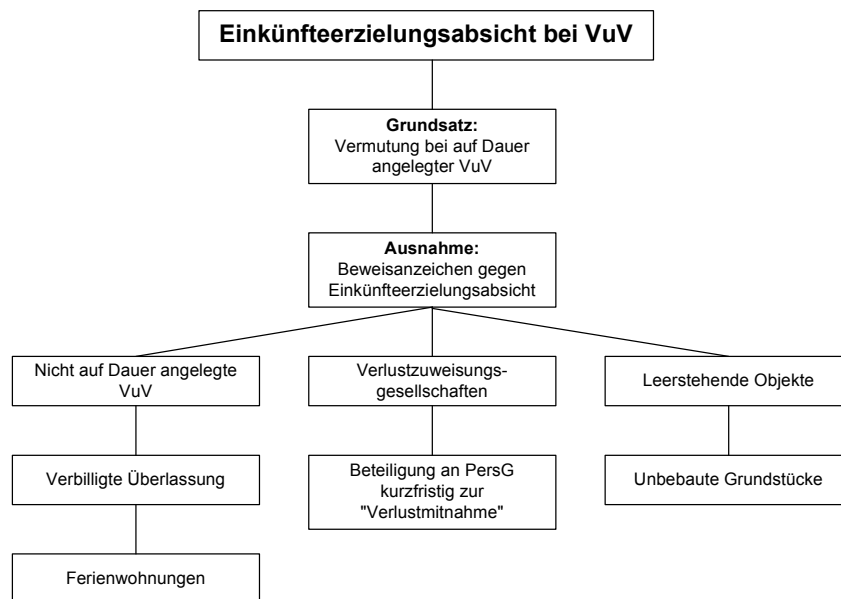 Einkünfteerzielungsabsicht bei VuV
Grundsatz:
Vermutung bei auf Dauer
angelegter VuV
Ausnahme:
Beweisanzeichen gegen
Einkünfteerzielungsabsicht
Nicht auf Dauer angelegte
VuV
Verlustzuweisungs-
gesellschaften
Leerstehende Objekte
Verbilligte Überlassung
Beteiligung an PersG
kurzfristig zur
"Verlustmitnahme"
Unbebaute Grundstücke
Ferienwohnungen